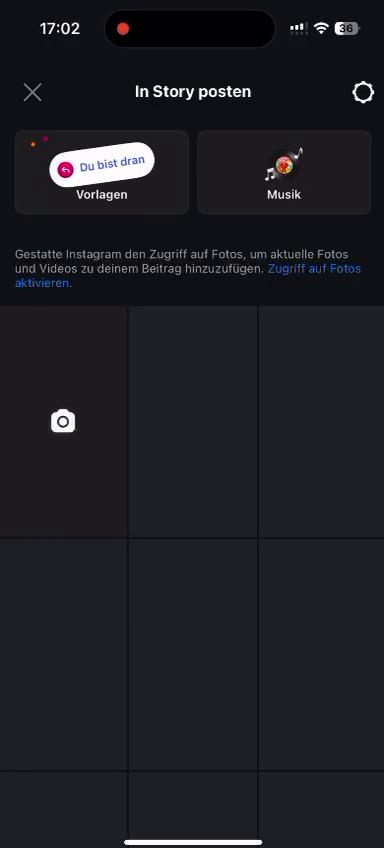 17:02
36
In Story posten
Du bist dran
Vorlagen
Musik
Gestatte Instagram den Zugriff auf Fotos, um aktuelle Fotos
und Videos zu deinem Beitrag hinzuzufügen. Zugriff auf Fotos
aktivieren.